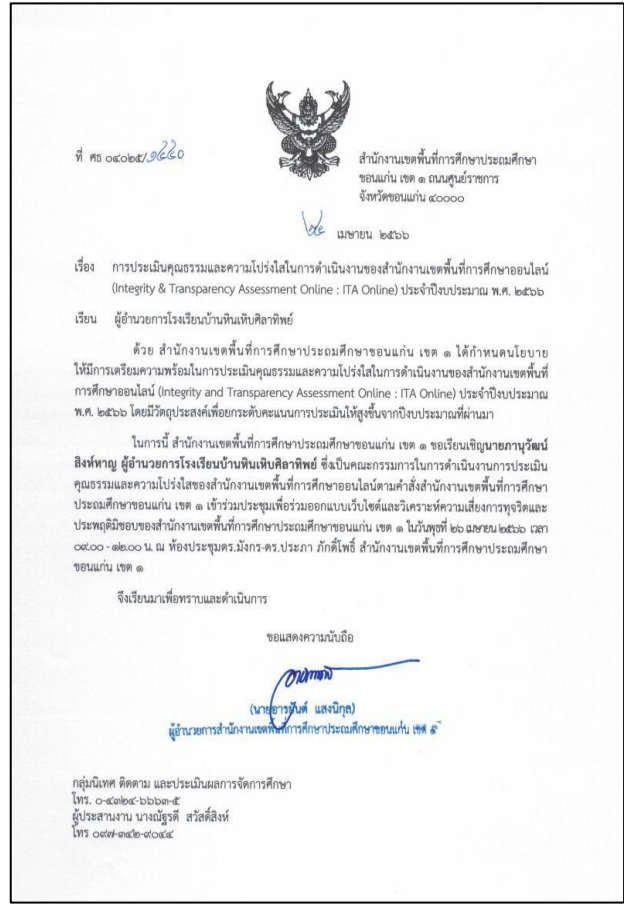 ที่ ศธ ๐๔๐๒๕/๑๔๔๐
สำนักงานเขตพื้นที่การศึกษาประถมศึกษา
ขอนแก่น เขต ๑ ถนนศูนย์ราชการ
จังหวัดขอนแก่น ๔๐๐๐๐
๒๔ เมษายน ๒๕๖๖
เรื่อง การประเมินคุณธรรมและความโปร่งใสในการดำเนินงานของสำนักงานเขตพื้นที่การศึกษาออนไลน์
(Integrity & Transparency Assessment Online : ITA Online) ประจำปีงบประมาณ พ.ศ. ๒๕๖๖
เรียน ผู้อำนวยการโรงเรียนบ้านหินเหิบศิลาทิพย์
ด้วย สำนักงานเขตพื้นที่การศึกษาประถมศึกษาขอนแก่น เขต ๑ ได้กำหนดนโยบาย
ให้มีการเตรียมความพร้อมในการประเมินคุณธรรมและความโปร่งใสในการดำเนินงานของสำนักงานเขตพื้นที่
การศึกษาออนไลน์ (Integrity and Transparency Assessment Online : ITA Online) ประจำปีงบประมาณ
พ.ศ. ๒๕๖๖ โดยมีวัตถุประสงค์เพื่อยกระดับคะแนนการประเมินให้สูงขึ้นจากปีงบประมาณที่ผ่านมา
ในการนี้ สำนักงานเขตพื้นที่การศึกษาประถมศึกษาขอนแก่น เขต ๑ ขอเรียนเชิญนายภานุวัฒน์
สิงห์หาญ ผู้อำนวยการโรงเรียนบ้านหินเหิบศิลาทิพย์ ซึ่งเป็นคณะกรรมการในการดำเนินงานการประเมิน
คุณธรรมและความโปร่งใสของสำนักงานเขตพื้นที่การศึกษาออนไลน์ตามคำสั่งสำนักงานเขตพื้นที่การศึกษา
ประถมศึกษาขอนแก่น เขต ๑ เข้าร่วมประชุมเพื่อร่วมออกแบบเว็บไซต์และวิเคราะห์ความเสี่ยงการทุจริตและ
ประพฤติมิชอบของสำนักงานเขตพื้นที่การศึกษาประถมศึกษาขอนแก่น เขต ๑ ในวันพุธที่ ๒๖ เมษายน ๒๕๖๖ เวลา
๐๙.๐๐ - ๑๒.๐๐ น. ณ ห้องประชุมดร.มังกร-ดร.ประภา ภักดิ์โพธิ์ สำนักงานเขตพื้นที่การศึกษาประถมศึกษา
ขอนแก่น เขต ๑
จึงเรียนมาเพื่อทราบและดำเนินการ
ขอแสดงความนับถือ
(นายอารยันต์ แสงนิกุล)
ผู้อำนวยการสำนักงานเขตพื้นที่การศึกษาประถมศึกษาขอนแก่น เขต ๑
กลุ่มนิเทศ ติดตาม และประเมินผลการจัดการศึกษา
โทร. ๐-๔๓๒๔-๖๖๖๓-๕
ผู้ประสานงาน นางณัฐรดี สวัสดิ์สิงห์
โทร ๐๙๗-๓๔๒-๙๐๔๔